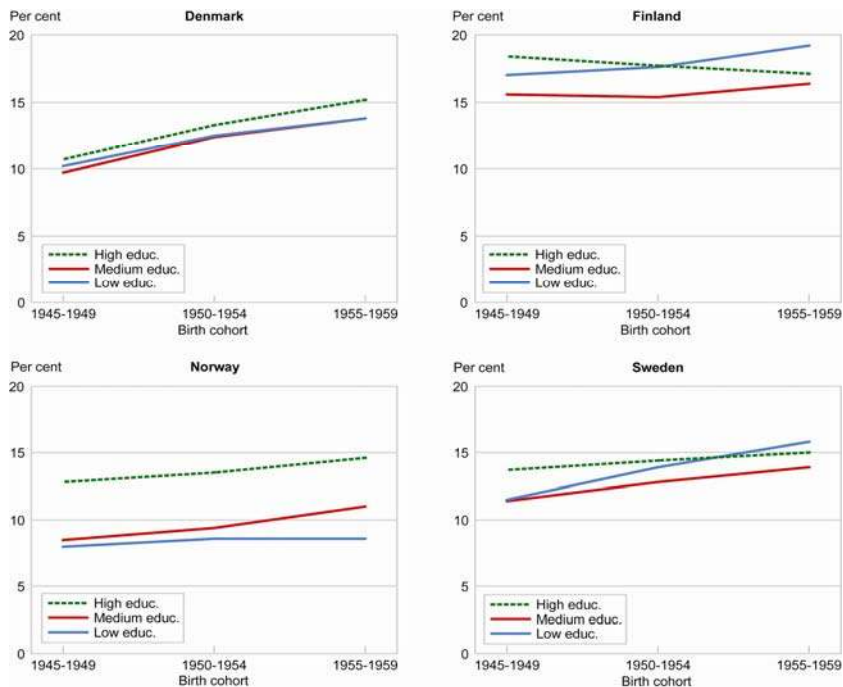 Per cent
Denmark
20
15
10
5
0
High educ.
Medium educ.
Low educ.
1945-1949
1950-1954
1955-1959
Birth cohort
Per cent
Finland
20
15
10
5
0
High educ.
Medium educ.
Low educ.
1945-1949
1950-1954
1955-1959
Birth cohort
Per cent
Norway
20
15
10
5
0
High educ.
Medium educ.
Low educ.
1945-1949
1950-1954
1955-1959
Birth cohort
Per cent
Sweden
20
15
10
5
0
High educ.
Medium educ.
Low educ.
1945-1949
1950-1954
1955-1959
Birth cohort